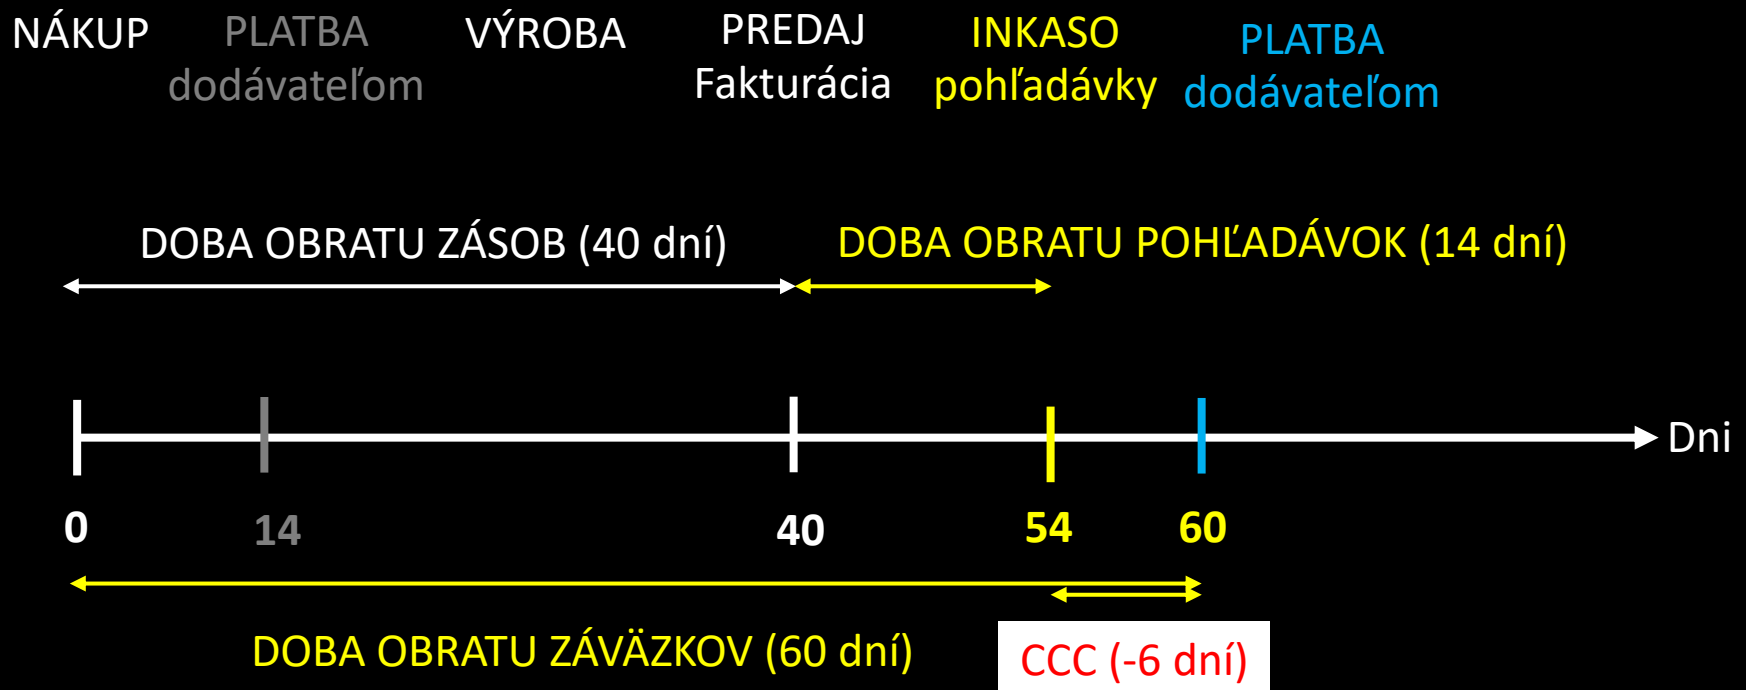 NÁKUP
PLATBA
dodávateľom
VÝROBA
PREDAJ
Fakturácia
INKASO
pohľadávky
PLATBA
dodávateľom
DOBA OBRATU ZÁSOB (40 dní)
DOBA OBRATU POHĽADÁVOK (14 dní)
Dni
0
14
40
54
60
DOBA OBRATU ZÁVÄZKOV (60 dní)
CCC (-6 dní)